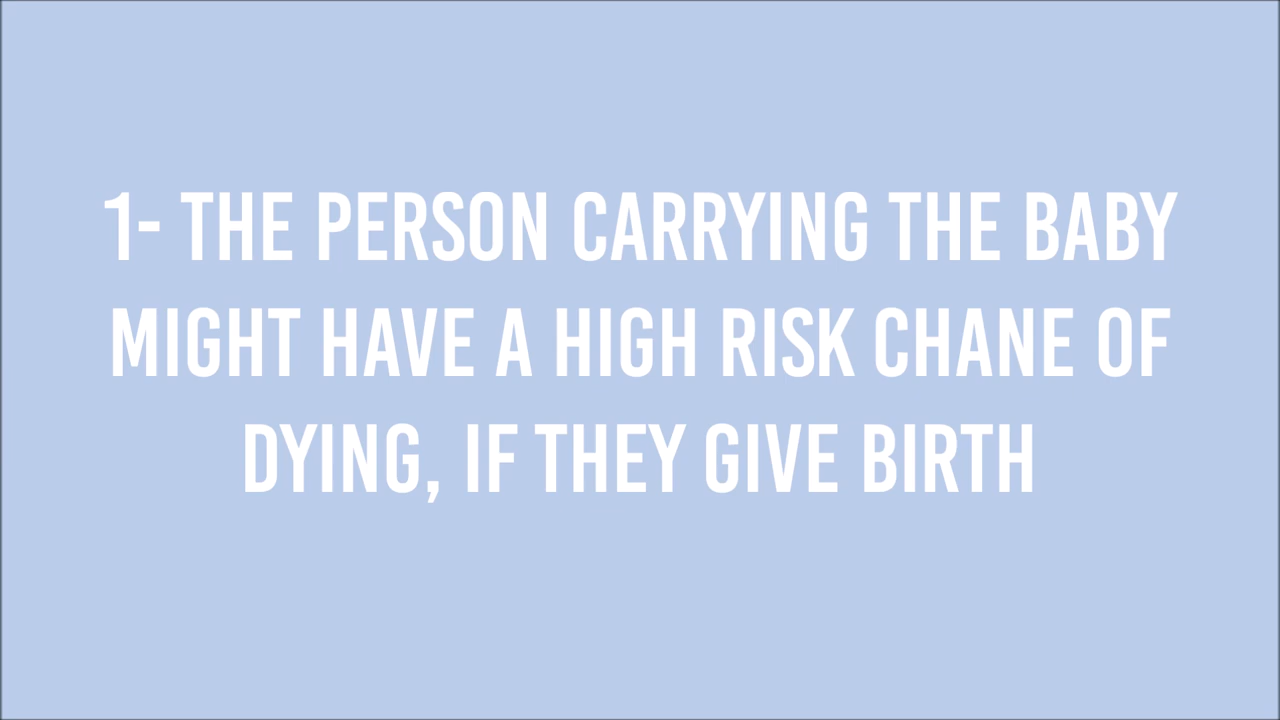 1- THE PERSON CARRYING THE BABY
MIGHT HAVE A HIGH RISK CHANE OF
DYING, IF THEY GIVE BIRTH